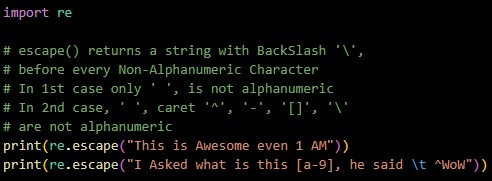 import re
# escape() returns a string with BackSlash '\',
# before every Non-Alphanumeric Character
# In 1st case only ' ', is not alphanumeric
# In 2nd case, ' ', caret '^', '-', '[]', '\'
# are not alphanumeric
print(re.escape("This is Awesome even 1 AM"))
print(re.escape("I Asked what is this [a-9], he said \t ^WoW"))